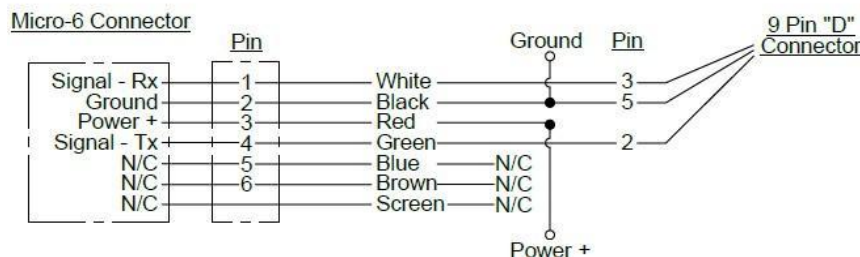 Micro-6 Connector
Pin
Ground
Pin
9 Pin "D"
Connector
Signal - Rx 1 White 3
Ground 2 Black 5
Power + 3 Red
Signal - Tx 4 Green 2
N/C 5 Blue N/C
N/C 6 Brown N/C
N/C Screen N/C
Power +